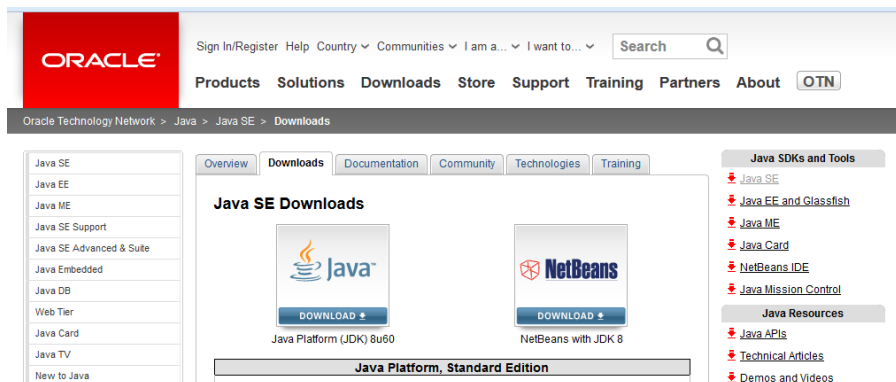 ORACLE
Sign In/Register Help Country Communities I am a... I want to... Search
Products Solutions Downloads Store Support Training Partners About OTN
Oracle Technology Network > Java > Java SE > Downloads
Java SE
Java EE
Java ME
Java SE Support
Java SE Advanced & Suite
Java Embedded
Java DB
Web Tier
Java Card
Java TV
New to Java
Overview Downloads Documentation Community Technologies Training
Java SE Downloads
Java™ NetBeans
DOWNLOAD DOWNLOAD
Java Platform (JDK) 8u60 NetBeans with JDK 8
Java Platform, Standard Edition
Java SDKs and Tools
Java SE
Java EE and Glassfish
Java ME
Java Card
NetBeans IDE
Java Mission Control
Java Resources
Java APIs
Technical Articles
Demos and Videos